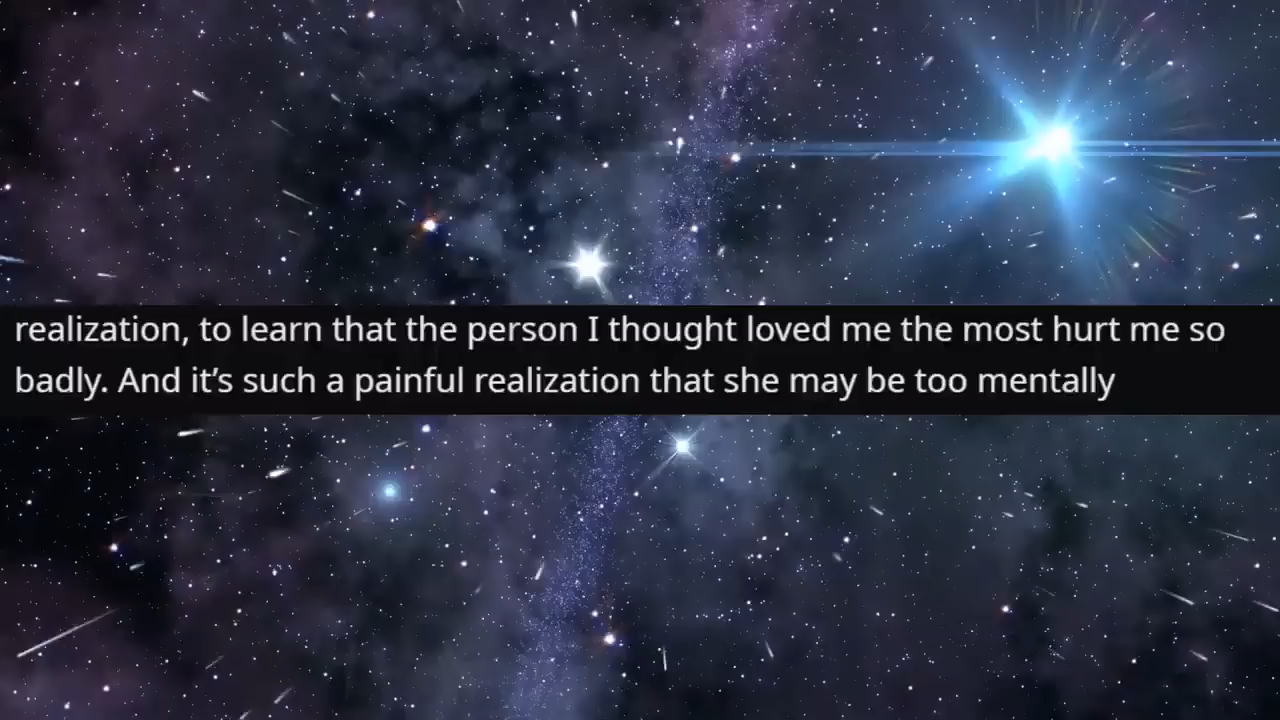 realization, to learn that the person I thought loved me the most hurt me so
badly. And it’s such a painful realization that she may be too mentally